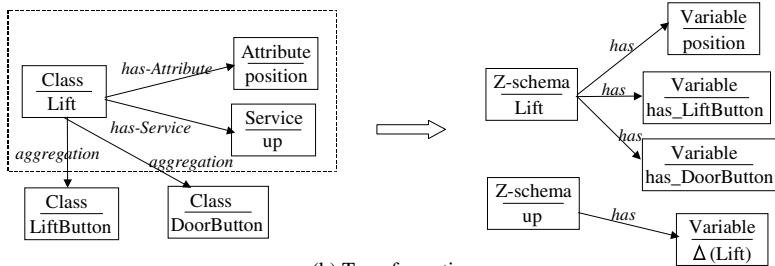 Class
Lift
has-Attribute
Attribute
position
has-Service
Service
up
aggregation
aggregation
Class
LiftButton
Class
DoorButton
Z-schema
Lift
has
Variable
position
has
Variable
has_LiftButton
has
Variable
has_DoorButton
Z-schema
up
has
Variable
Δ(Lift)